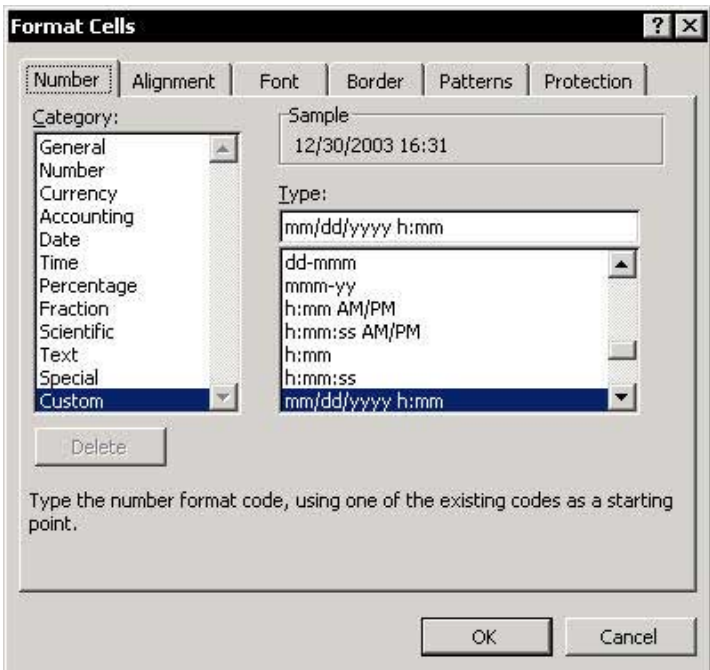 Format Cells
? X
Number Alignment Font Border Patterns Protection
Category:
General
Number
Currency
Accounting
Date
Time
Percentage
Fraction
Scientific
Text
Special
Custom
Delete
Sample
12/30/2003 16:31
Type:
mm/dd/yyyy h:mm
dd-mmm
mmm-yy
h:mm AM/PM
h:mm:ss AM/PM
h:mm
h:mm:ss
mm/dd/yyyy h:mm
Type the number format code, using one of the existing codes as a starting
point.
OK Cancel